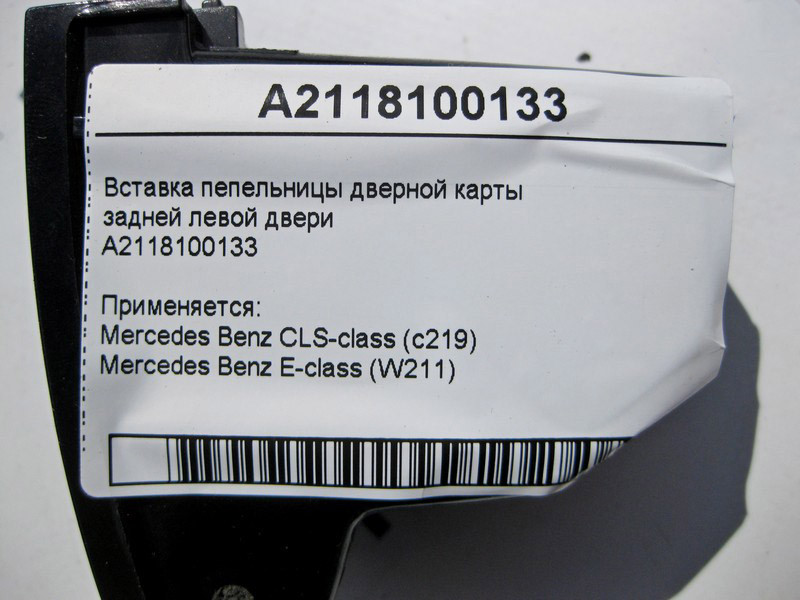 A2118100133
Вставка пепельницы дверной карты
задней левой двери
A2118100133
Применяется:
Mercedes Benz CLS-class (c219)
Mercedes Benz E-class (W211)